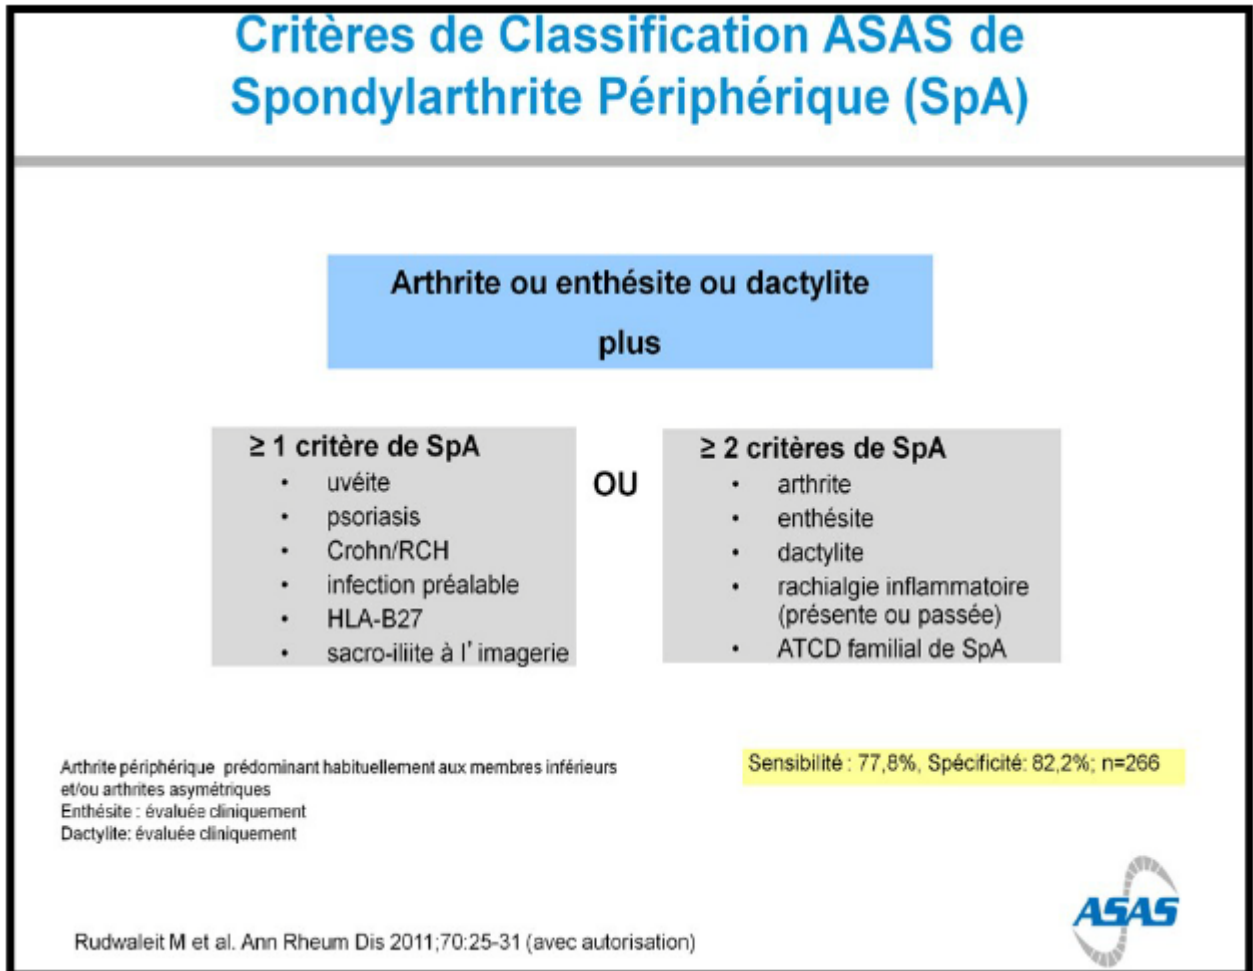 Critères de Classification ASAS de
Spondylarthrite Périphérique (SpA)
Arthrite ou enthésite ou dactylite
plus
≥ 1 critère de SpA
• uvéite
• psoriasis
• Crohn/RCH
• infection préalable
• HLA-B27
• sacro-iliite à l' imagerie
OU
≥ 2 critères de SpA
• arthrite
• enthésite
• dactylite
• rachialgie inflammatoire
(présente ou passée)
• ATCD familial de SpA
Arthrite périphérique prédominant habituellement aux membres inférieurs
et/ou arthrites asymétriques
Enthésite : évaluée cliniquement
Dactylite: évaluée cliniquement
Sensibilité : 77,8%, Spécificité: 82,2%; n=266
ASAS
Rudwaleit M et al. Ann Rheum Dis 2011;70:25-31 (avec autorisation)